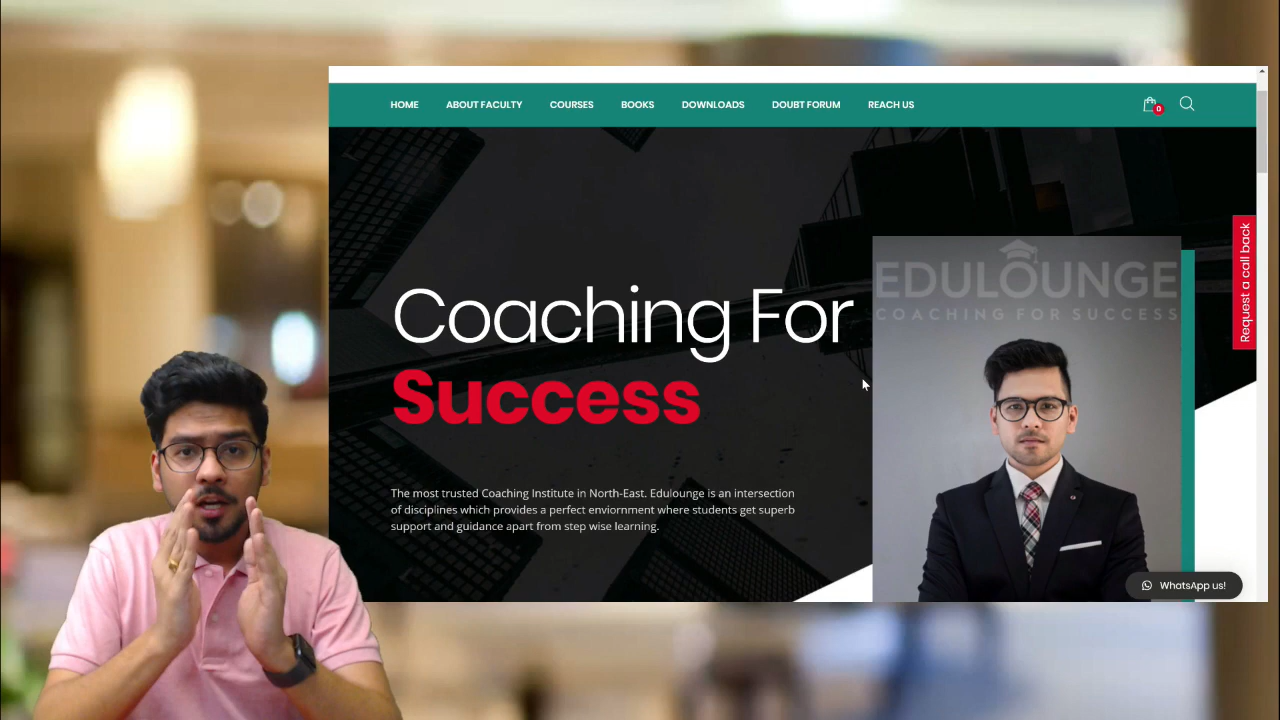 HOME ABOUT FACULTY COURSES BOOKS DOWNLOADS DOUBT FORUM REACH US 0
Coaching For
Success
The most trusted Coaching Institute in North-East. Edulounge is an intersection
of disciplines which provides a perfect enviornment where students get superb
support and guidance apart from step wise learning.
EDULOUNGE
COACHING FOR SUCCESS
Request a call back
WhatsApp us!